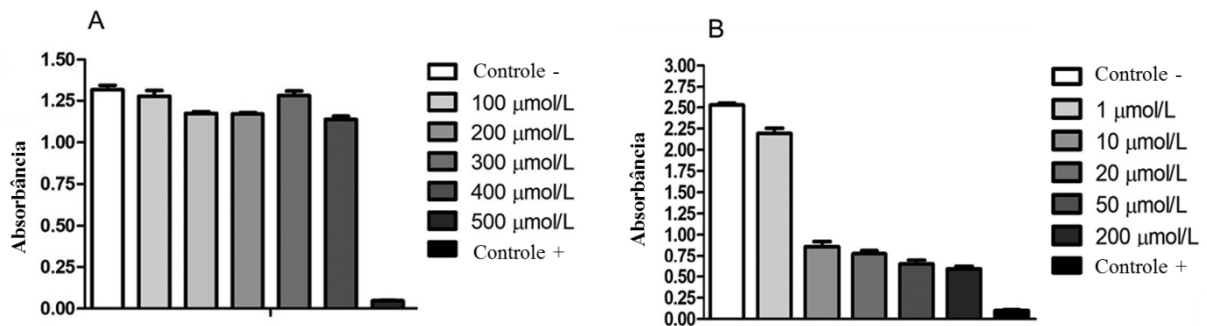 A
Absorbância
1.50
1.25
1.00
0.75
0.50
0.25
0.00
Controle -
100 μmol/L
200 μmol/L
300 μmol/L
400 μmol/L
500 μmol/L
Controle +
B
Absorbância
3.00
2.75
2.50
2.25
2.00
1.75
1.50
1.25
1.00
0.75
0.50
0.25
0.00
Controle -
1 μmol/L
10 μmol/L
20 μmol/L
50 μmol/L
200 μmol/L
Controle +